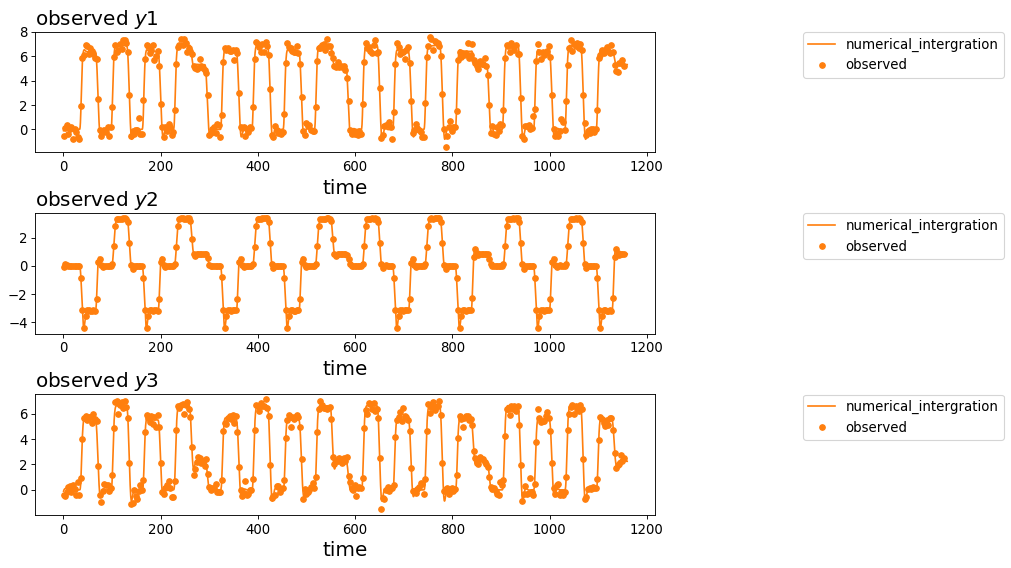 observed y1
8
6
4
2
0
0 200 400 600 800 1000 1200
time
numerical_intergration
observed
observed y2
2
0
−2
−4
0 200 400 600 800 1000 1200
time
numerical_intergration
observed
observed y3
6
4
2
0
0 200 400 600 800 1000 1200
time
numerical_intergration
observed